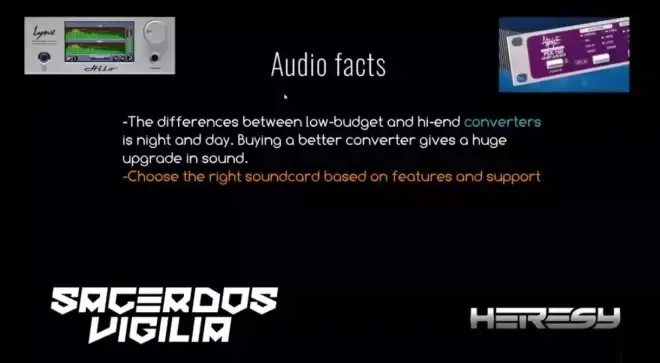 Lynx
Hilo
Audio facts
-The differences between low-budget and hi-end converters
is night and day. Buying a better converter gives a huge
upgrade in sound.
-Choose the right soundcard based on features and support
SACERDOS
VIGILIA
HERESY